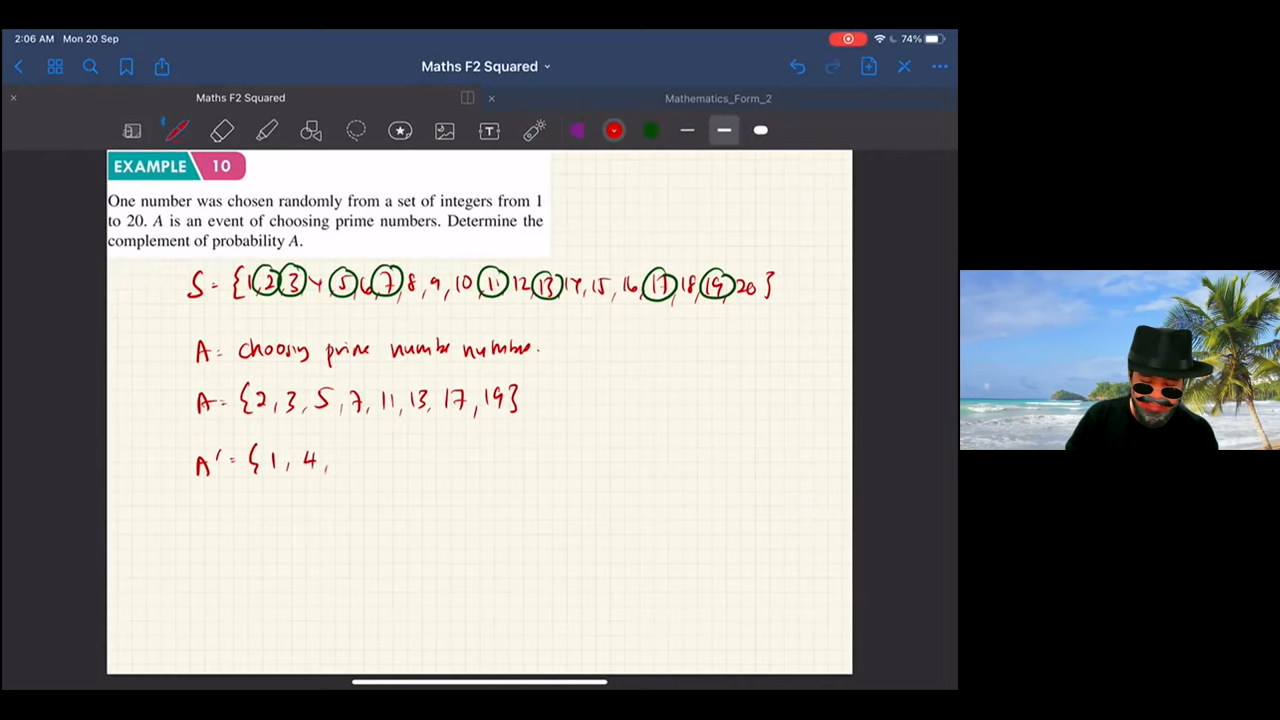 2:06 AM Mon 20 Sep
74%
Maths F2 Squared
Maths F2 Squared
Mathematics_Form_2
EXAMPLE 10
One number was chosen randomly from a set of integers from 1
to 20. A is an event of choosing prime numbers. Determine the
complement of probability A.
S = {1, 2, 3, 4, 5, 6, 7, 8, 9, 10, 11, 12, 13, 14, 15, 16, 17, 18, 19, 20}
A = choosing prime number number.
A = {2, 3, 5, 7, 11, 13, 17, 19}
A' = {1, 4,